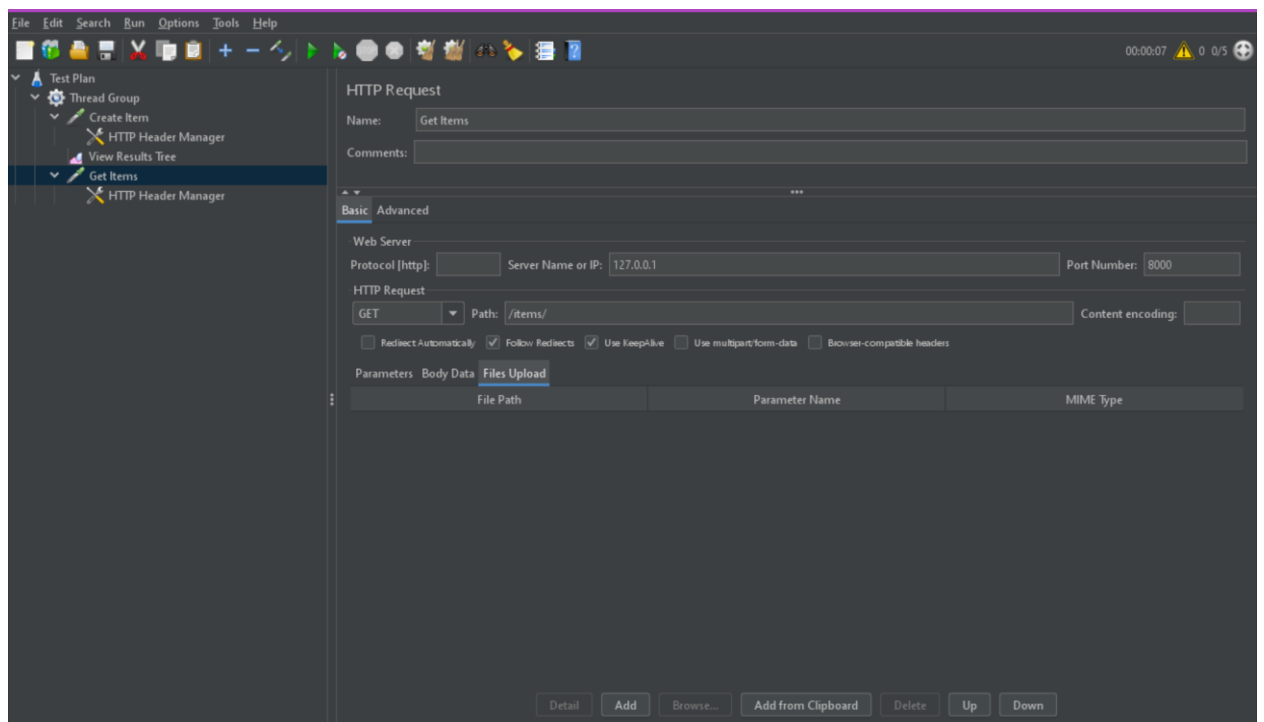 File Edit Search Run Options Tools Help
00:00:07 0 0/5
Test Plan
Thread Group
Create Item
HTTP Header Manager
View Results Tree
Get Items
HTTP Header Manager
HTTP Request
Name: Get Items
Comments:
Basic Advanced
Web Server
Protocol [http]: Server Name or IP: 127.0.0.1 Port Number: 8000
HTTP Request
GET Path: /items/ Content encoding:
Redirect Automatically Follow Redirects Use KeepAlive Use multipart/form-data Browser-compatible headers
Parameters Body Data Files Upload
File Path Parameter Name MIME Type
Detail Add Browse... Add from Clipboard Delete Up Down